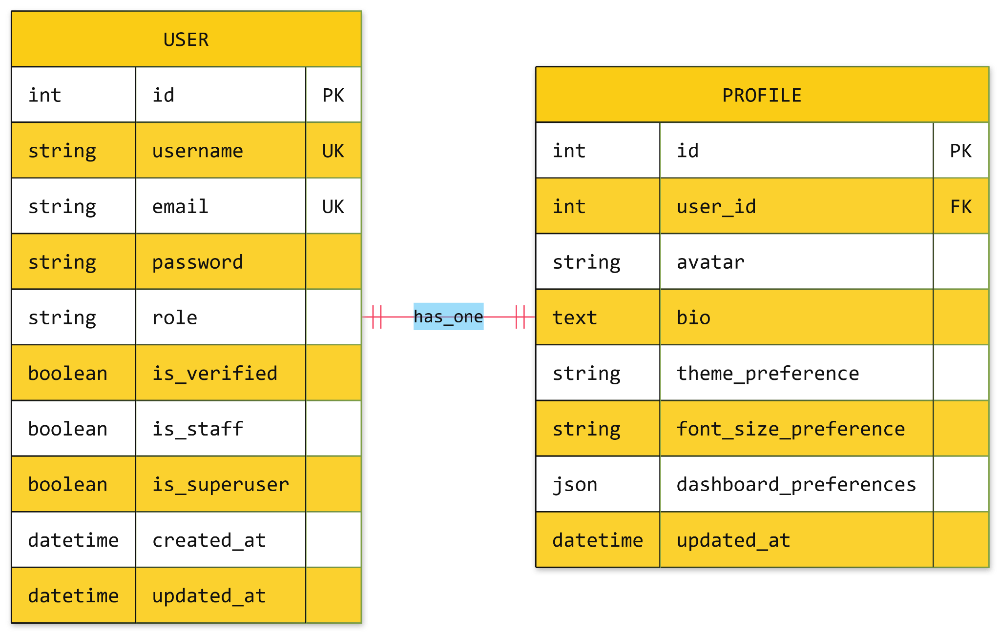 USER
int id PK
string username UK
string email UK
string password
string role
boolean is_verified
boolean is_staff
boolean is_superuser
datetime created_at
datetime updated_at
has_one
PROFILE
int id PK
int user_id FK
string avatar
text bio
string theme_preference
string font_size_preference
json dashboard_preferences
datetime updated_at